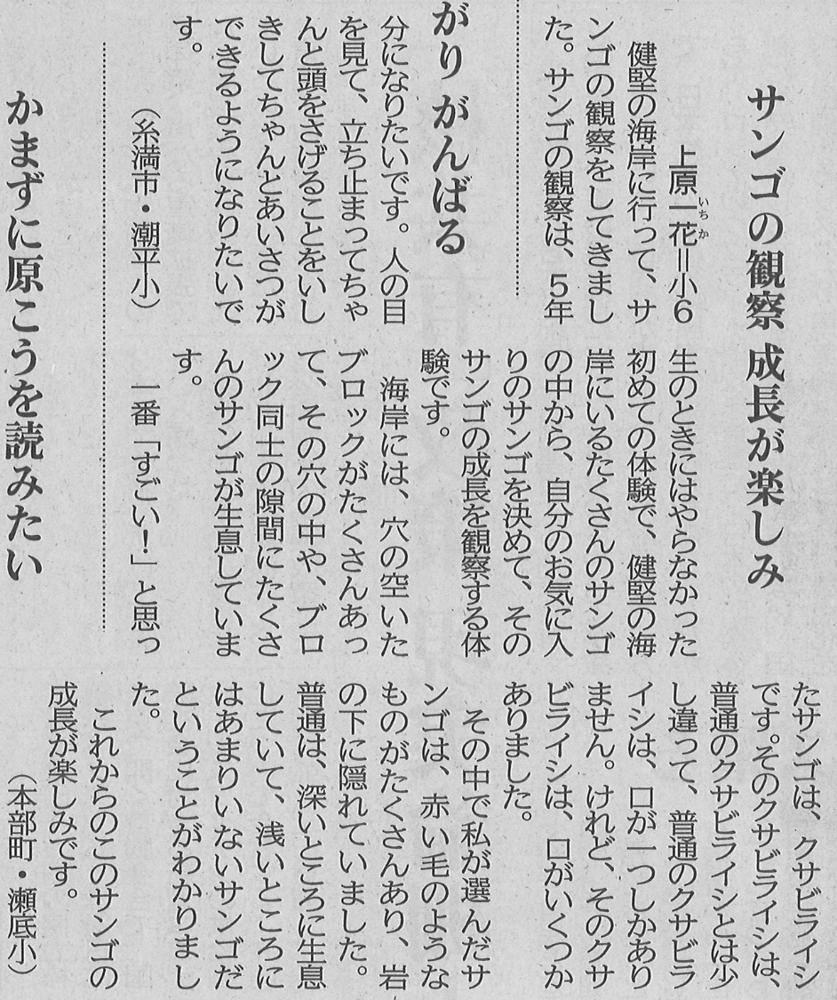 サンゴの観察 成長が楽しみ
上原一花＝小６
いちか
健堅の海岸に行って、サ
ンゴの観察をしてきまし
た。サンゴの観察は、５年
生のときにはやらなかった
初めての体験で、健堅の海
岸にいるたくさんのサンゴ
の中から、自分のお気に入
りのサンゴを決めて、その
サンゴの成長を観察する体
験です。
海岸には、穴の空いた
ブロックがたくさんあっ
て、その穴の中や、ブロ
ック同士の隙間にたくさ
んのサンゴが生息していま
す。
一番「すごい！」と思っ
たサンゴは、クサビライシ
です。そのクサビライシは、
普通のクサビライシとは少
し違って、普通のクサビラ
イシは、口が一つしかあり
ません。けれど、そのクサ
ビライシは、口がいくつか
ありました。
その中で私が選んだサ
ンゴは、赤い毛のような
ものがたくさんあり、岩
の下に隠れていました。
普通は、深いところに生息
していて、浅いところに
はあまりいないサンゴだ
ということがわかりまし
た。
これからのこのサンゴの
成長が楽しみです。
（本部町・瀬底小）
がり がんばる
分になりたいです。人の目
を見て、立ち止まってちゃ
んと頭をさげることをいし
きしてちゃんとあいさつが
できるようになりたいで
す。
（糸満市・潮平小）
かまずに原こうを読みたい